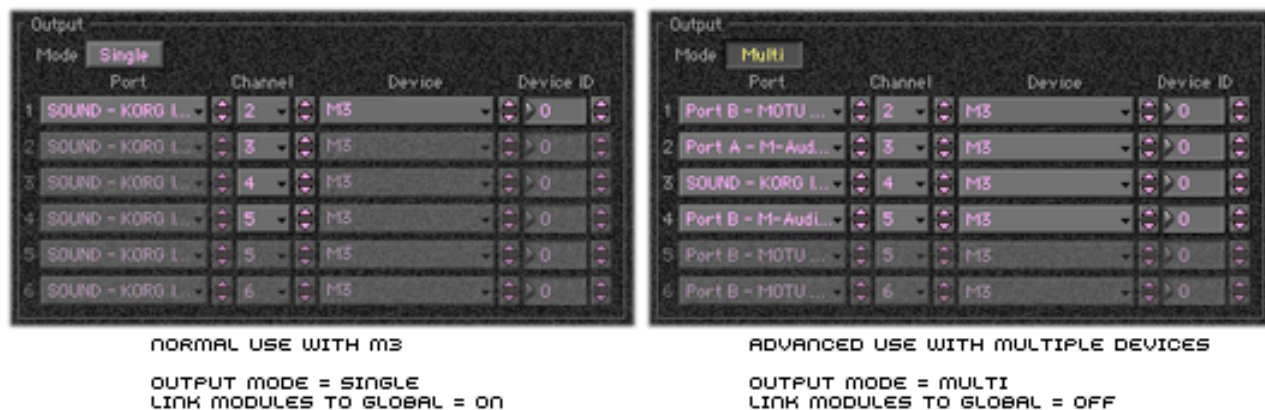 Output
Mode Single
Port Channel Device Device ID
1 SOUND - KORG I... 2 M3 0
2 SOUND - KORG I... 3 M3 0
3 SOUND - KORG I... 4 M3 0
4 SOUND - KORG I... 5 M3 0
5 SOUND - KORG I... 5 M3 0
6 SOUND - KORG I... 6 M3 0
NORMAL USE WITH M3
OUTPUT MODE = SINGLE
LINK MODULES TO GLOBAL = ON
Output
Mode Multi
Port Channel Device Device ID
1 Port B - MOTU ... 2 M3 0
2 Port A - M-Aud... 3 M3 0
3 SOUND - KORG I... 4 M3 0
4 Port B - M-Audi... 5 M3 0
5 Port B - MOTU ... 5 M3 0
6 Port B - MOTU ... 6 M3 0
ADVANCED USE WITH MULTIPLE DEVICES
OUTPUT MODE = MULTI
LINK MODULES TO GLOBAL = OFF